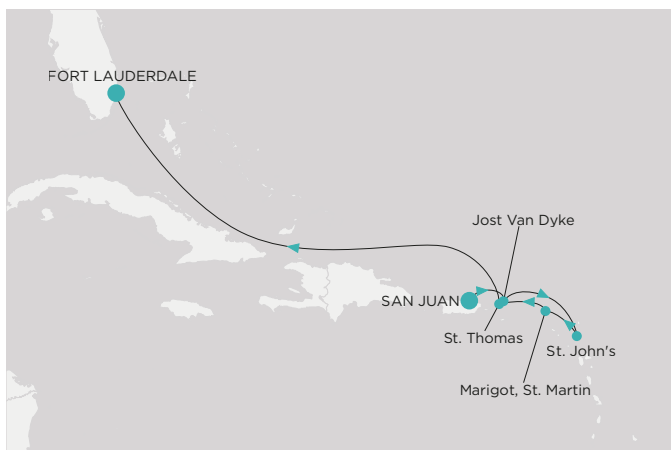 FORT LAUDERDALE
Jost Van Dyke
SAN JUAN
St. Thomas
St. John's
Marigot, St. Martin